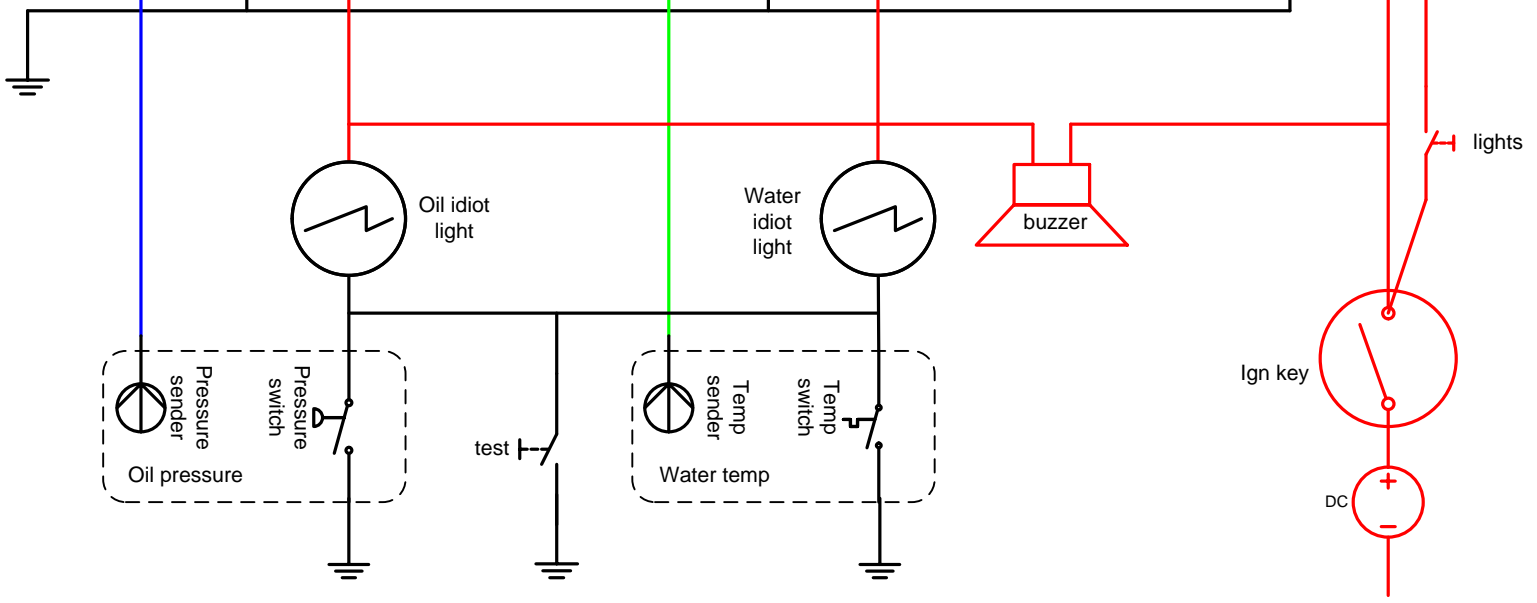 lights
Oil idiot
light
Water
idiot
light
buzzer
Ign key
Pressure
sender
Pressure
switch
Temp
sender
Temp
switch
test
Oil pressure
Water temp
DC
+
−